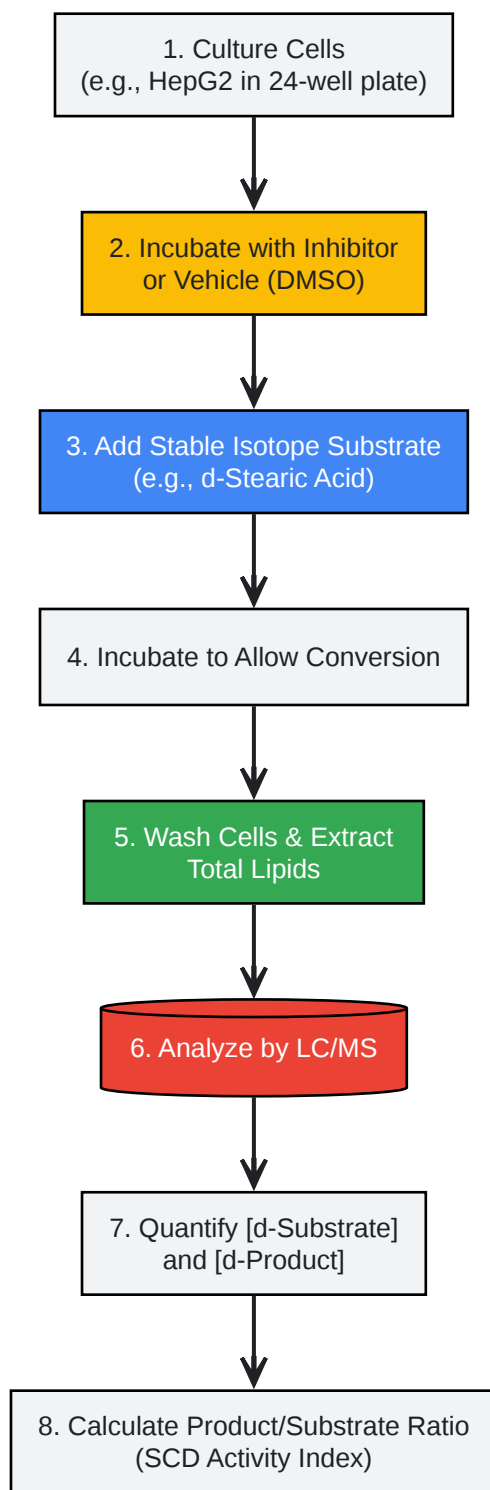 1. Culture Cells
(e.g., HepG2 in 24-well plate)
2. Incubate with Inhibitor
or Vehicle (DMSO)
3. Add Stable Isotope Substrate
(e.g., d-Stearic Acid)
4. Incubate to Allow Conversion
5. Wash Cells & Extract
Total Lipids
6. Analyze by LC/MS
7. Quantify [d-Substrate]
and [d-Product]
8. Calculate Product/Substrate Ratio
(SCD Activity Index)